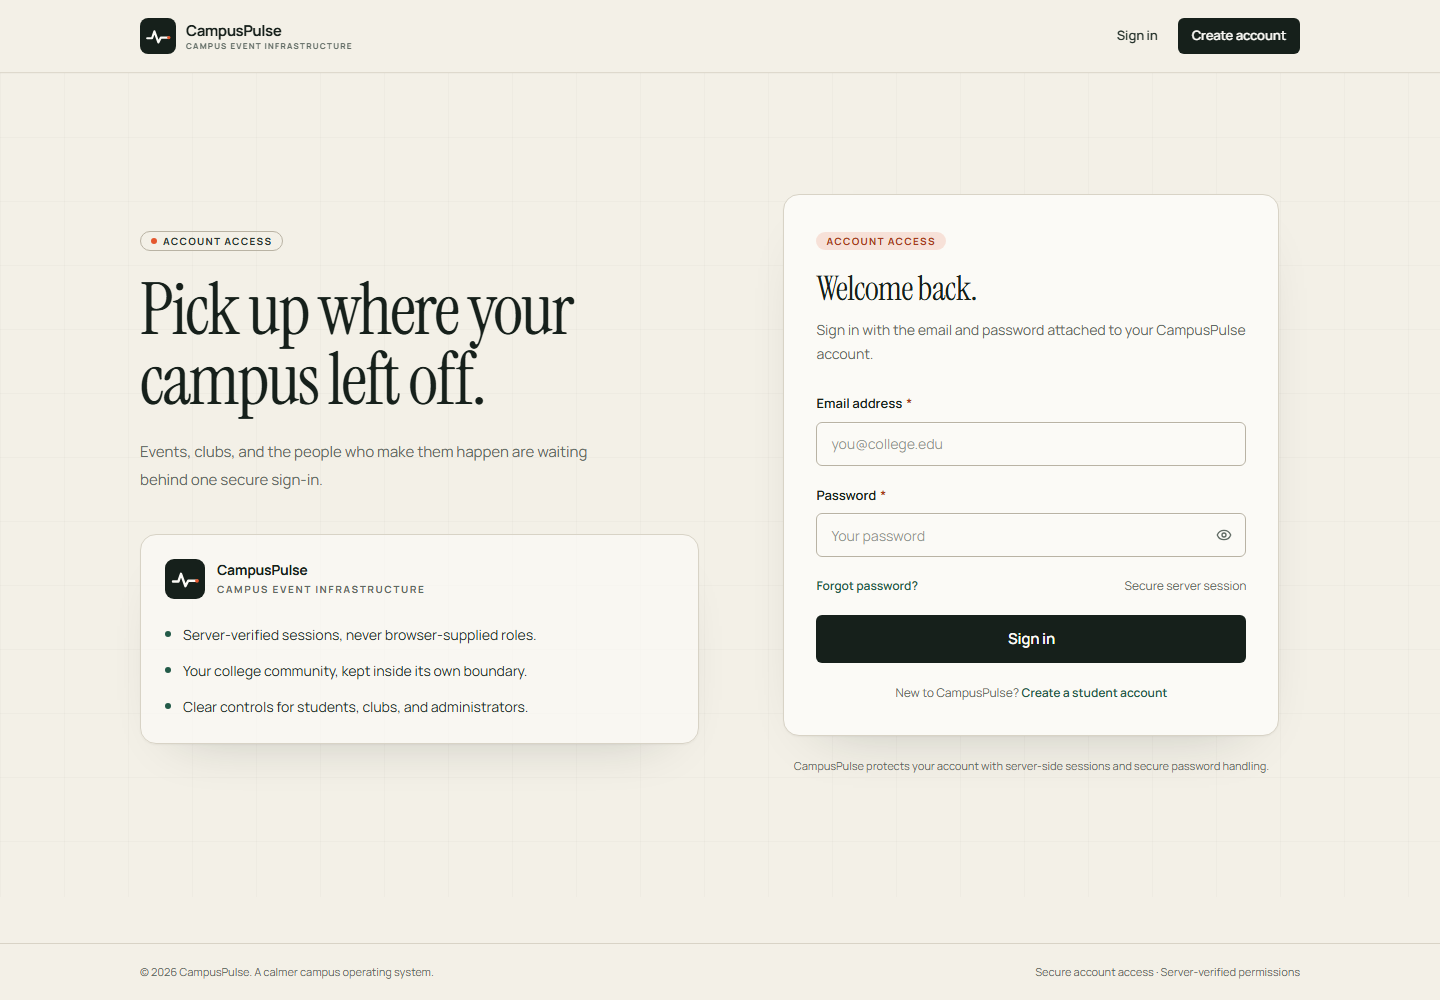 CampusPulse
CAMPUS EVENT INFRASTRUCTURE
Sign in
Create account
ACCOUNT ACCESS
Pick up where your
campus left off.
Events, clubs, and the people who make them happen are waiting
behind one secure sign-in.
CampusPulse
CAMPUS EVENT INFRASTRUCTURE
Server-verified sessions, never browser-supplied roles.
Your college community, kept inside its own boundary.
Clear controls for students, clubs, and administrators.
ACCOUNT ACCESS
Welcome back.
Sign in with the email and password attached to your CampusPulse
account.
Email address *
you@college.edu
Password *
Your password
Forgot password?
Secure server session
Sign in
New to CampusPulse? Create a student account
CampusPulse protects your account with server-side sessions and secure password handling.
© 2026 CampusPulse. A calmer campus operating system.
Secure account access · Server-verified permissions